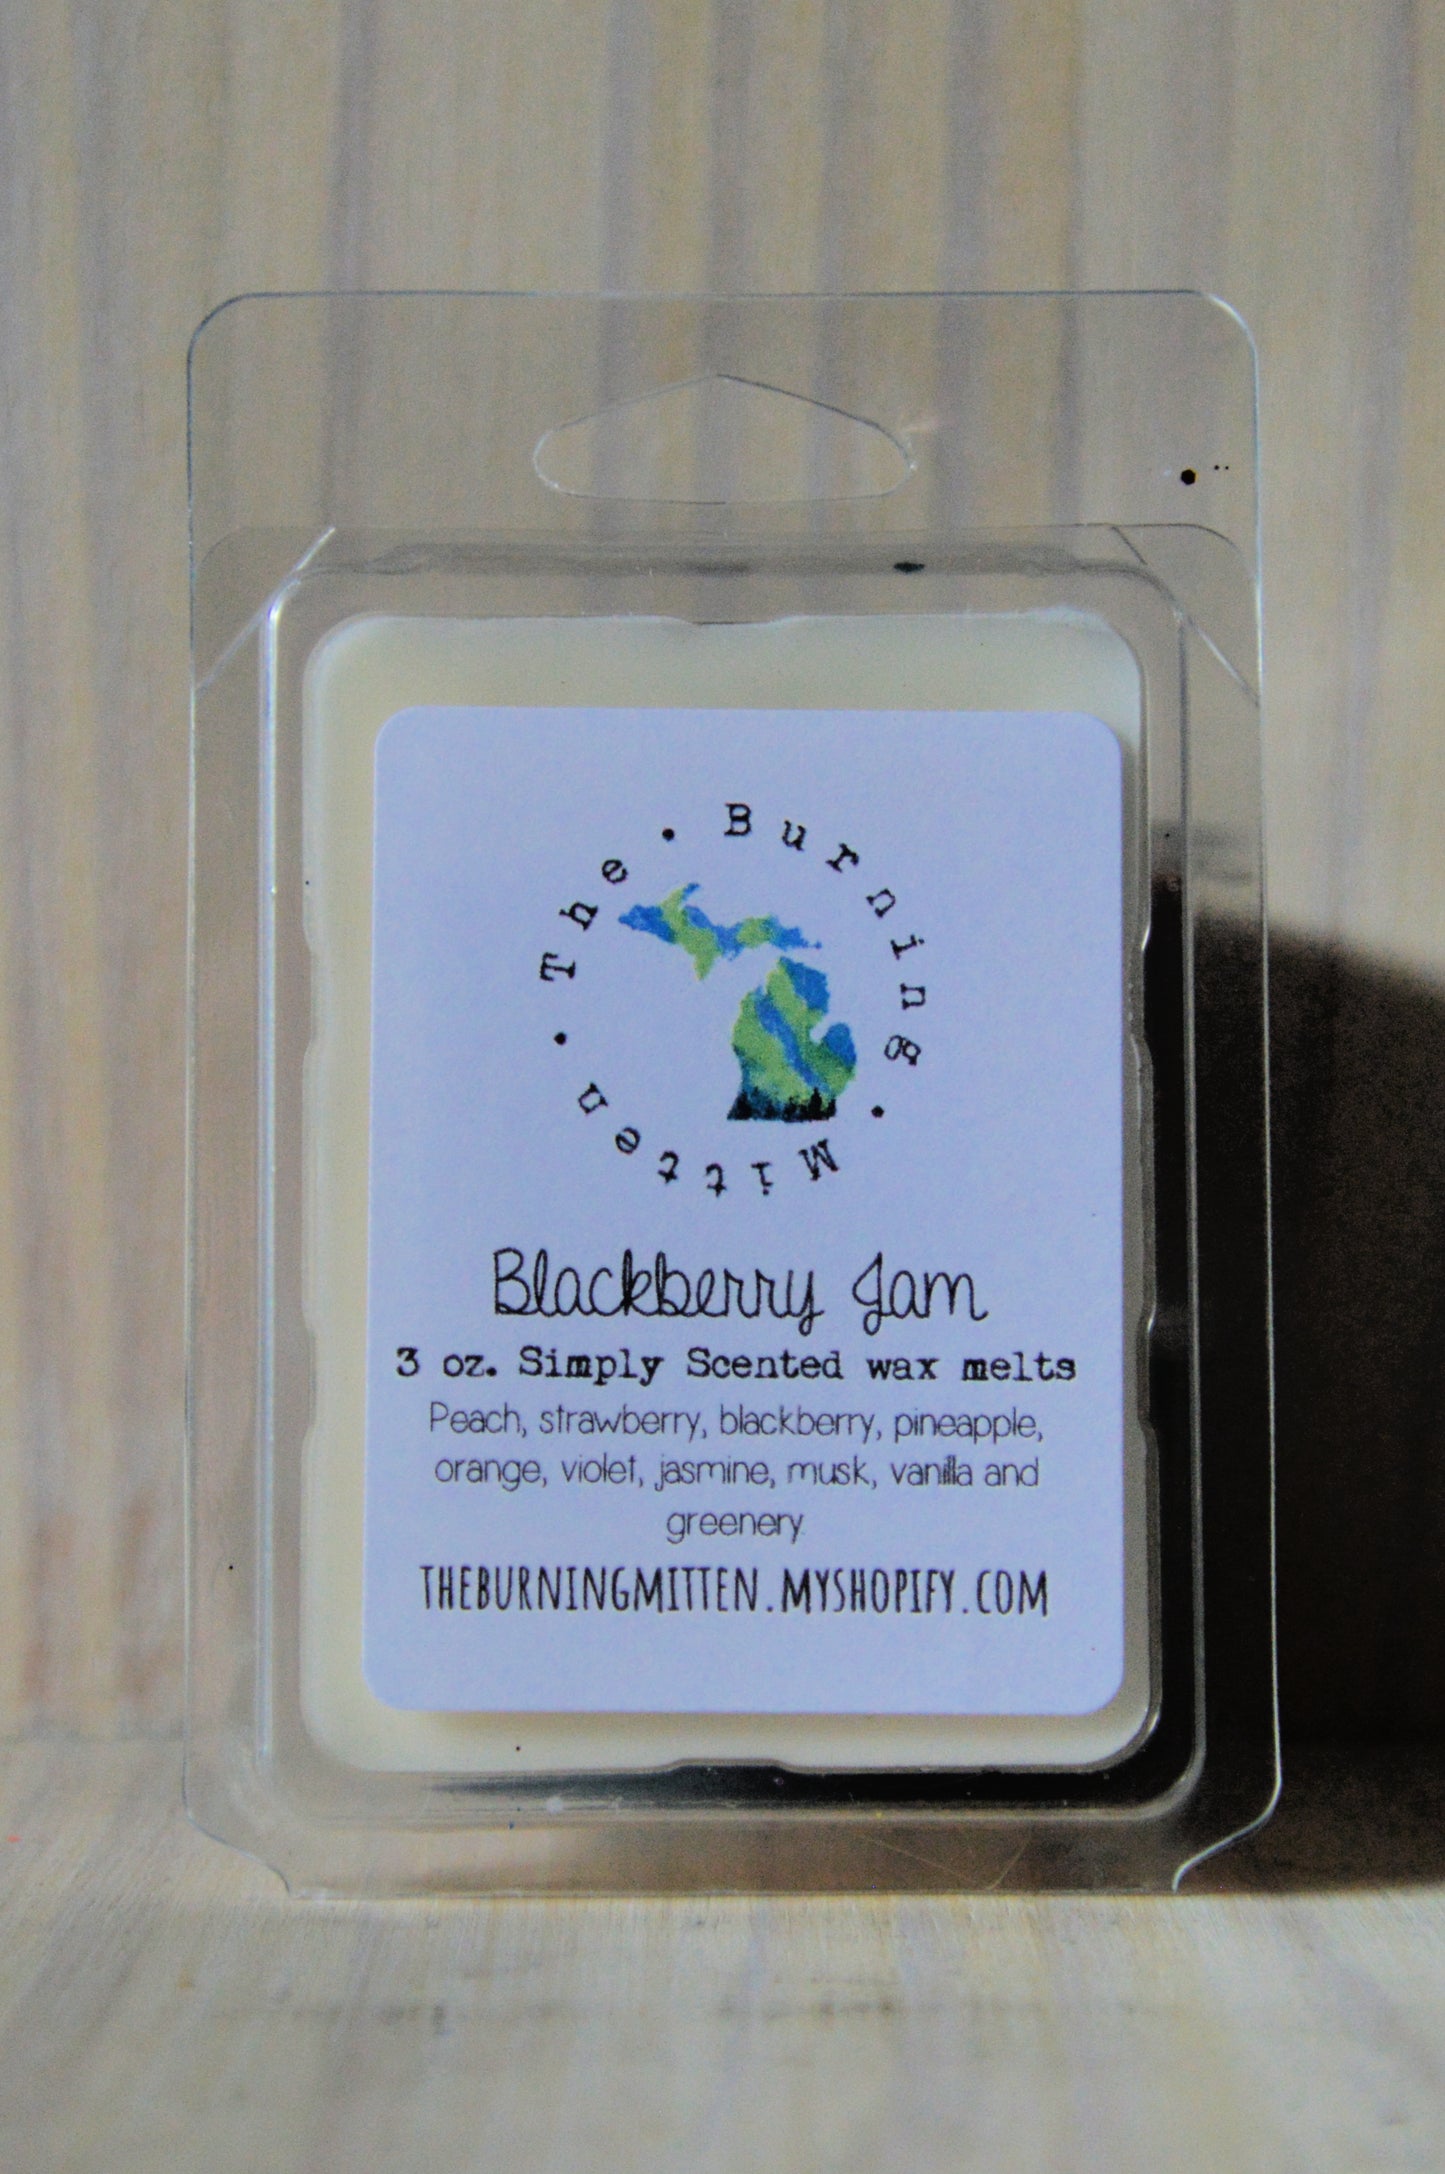 The • Burning • Mitten •
Blackberry Jam
3 oz. Simply Scented wax melts
Peach, strawberry, blackberry, pineapple,
orange, violet, jasmine, musk, vanilla and
greenery
THEBURNINGMITTEN.MYSHOPIFY.COM